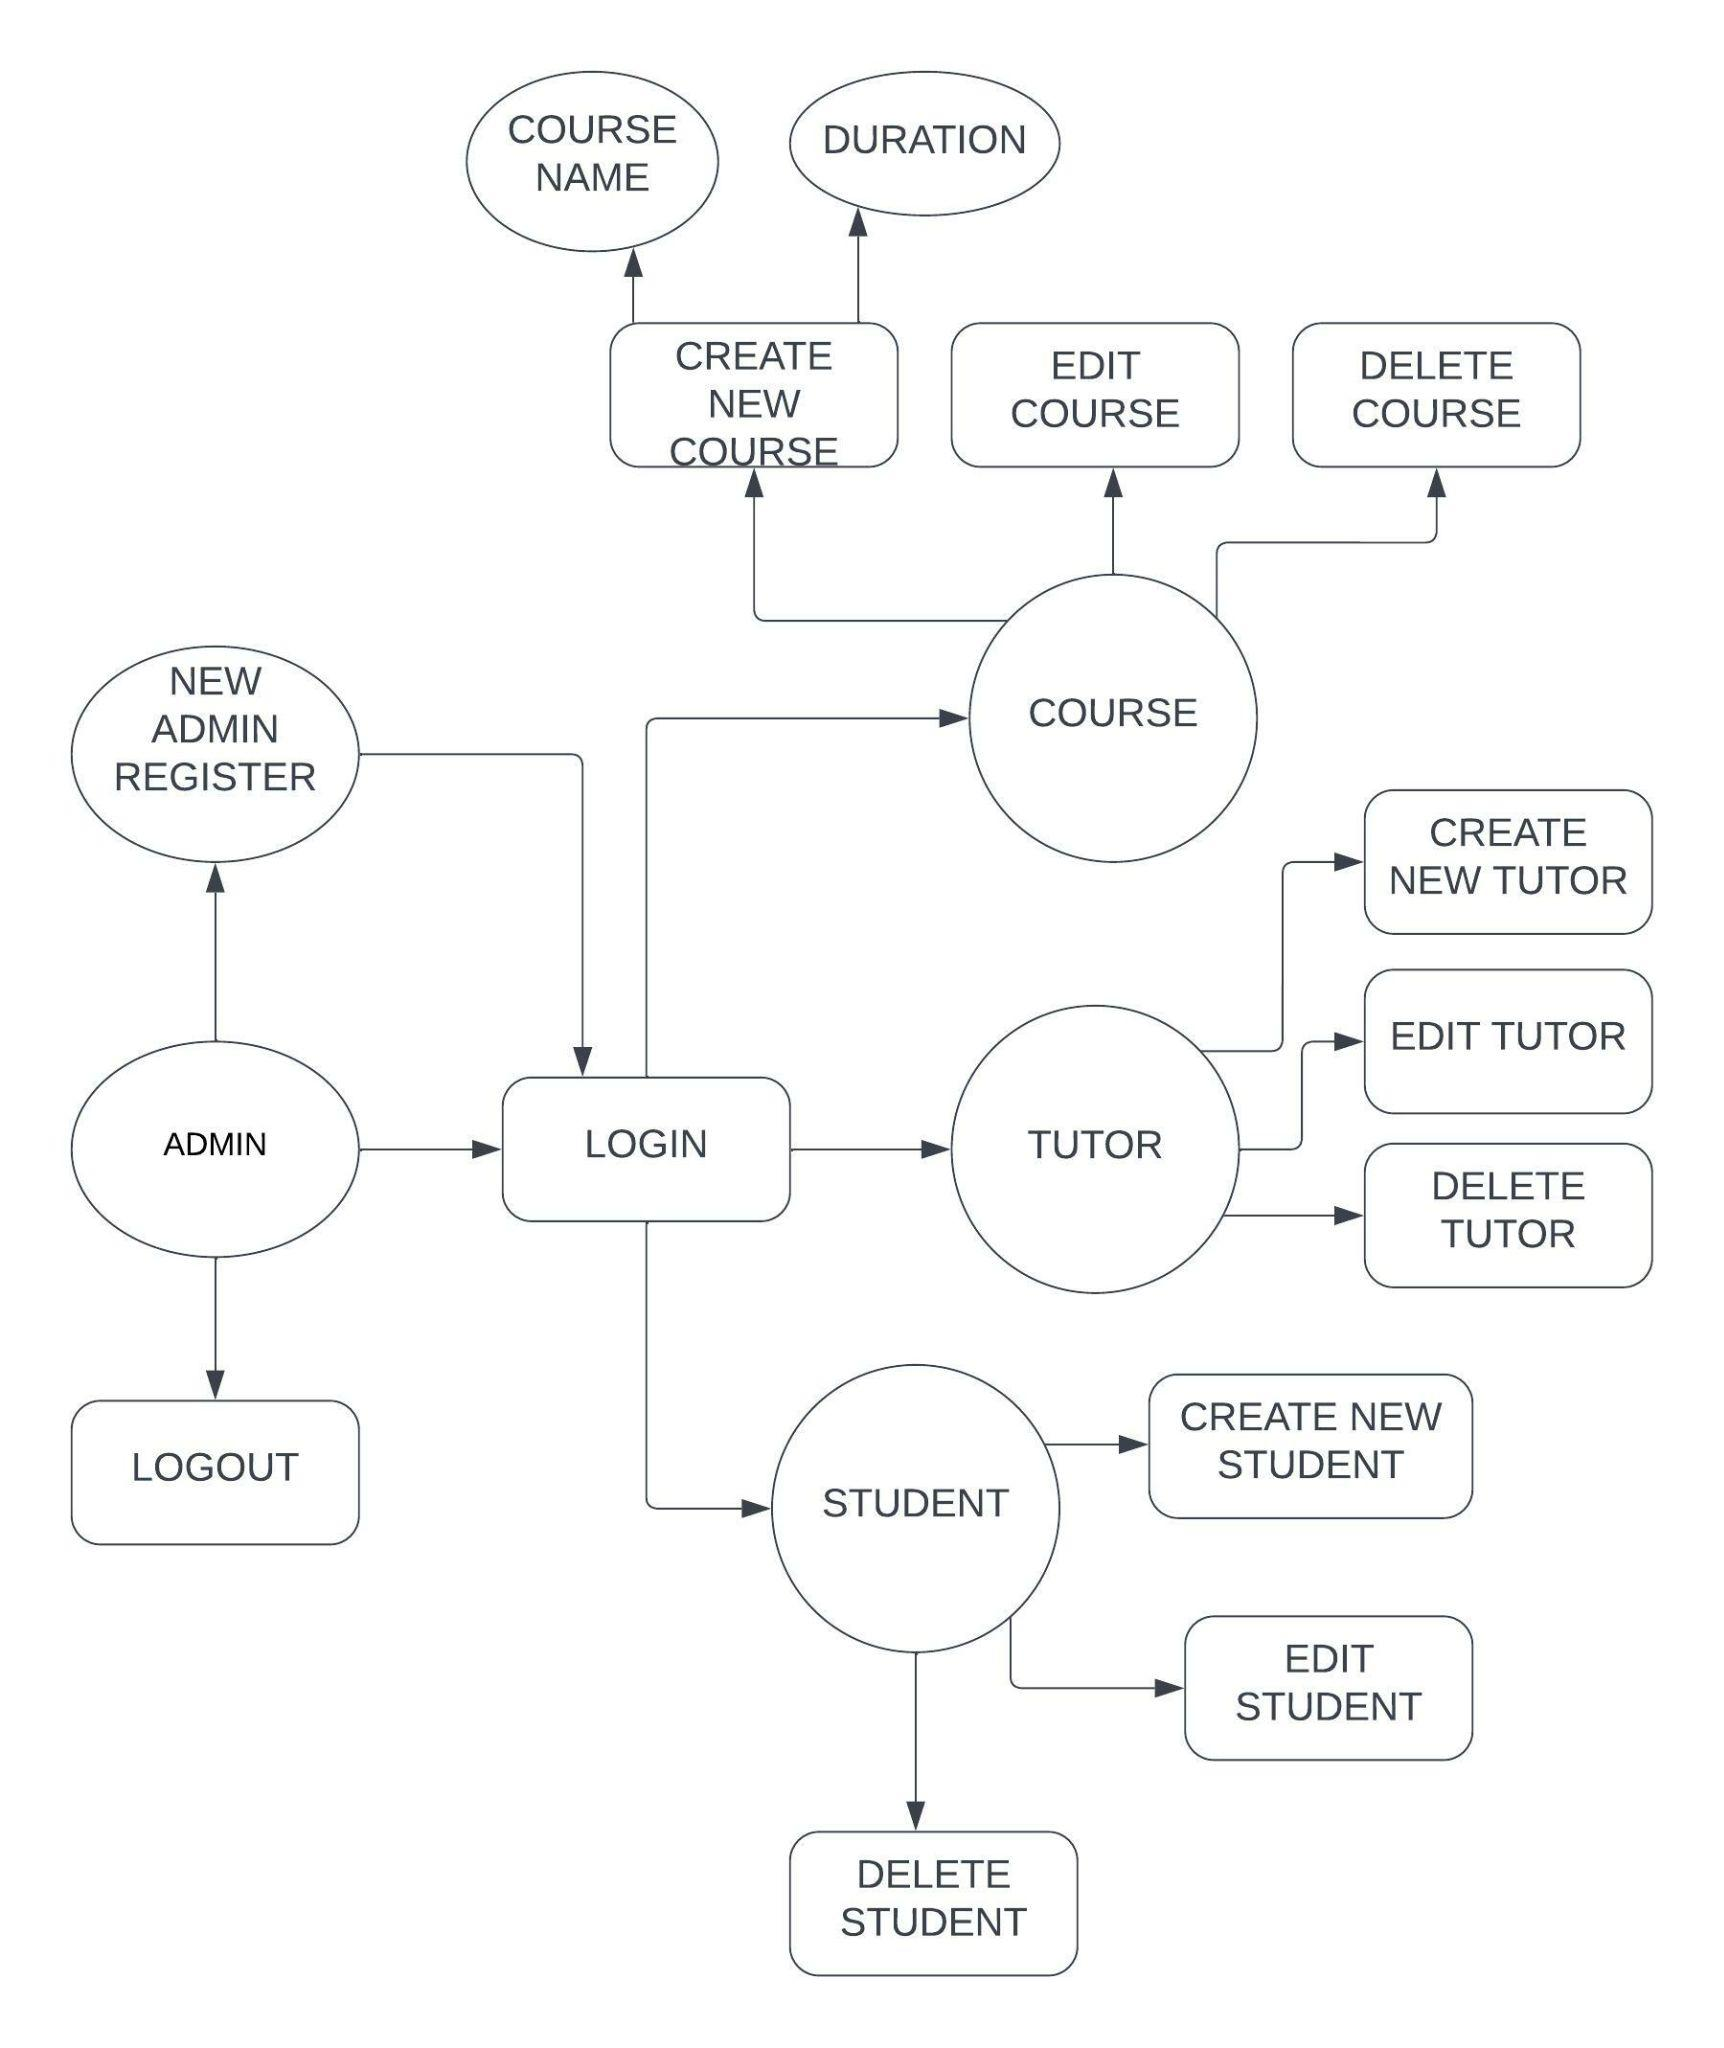 COURSE
NAME
DURATION
CREATE
NEW
COURSE
EDIT
COURSE
DELETE
COURSE
NEW
ADMIN
REGISTER
COURSE
CREATE
NEW TUTOR
EDIT TUTOR
ADMIN
LOGIN
TUTOR
DELETE
TUTOR
LOGOUT
STUDENT
CREATE NEW
STUDENT
EDIT
STUDENT
DELETE
STUDENT